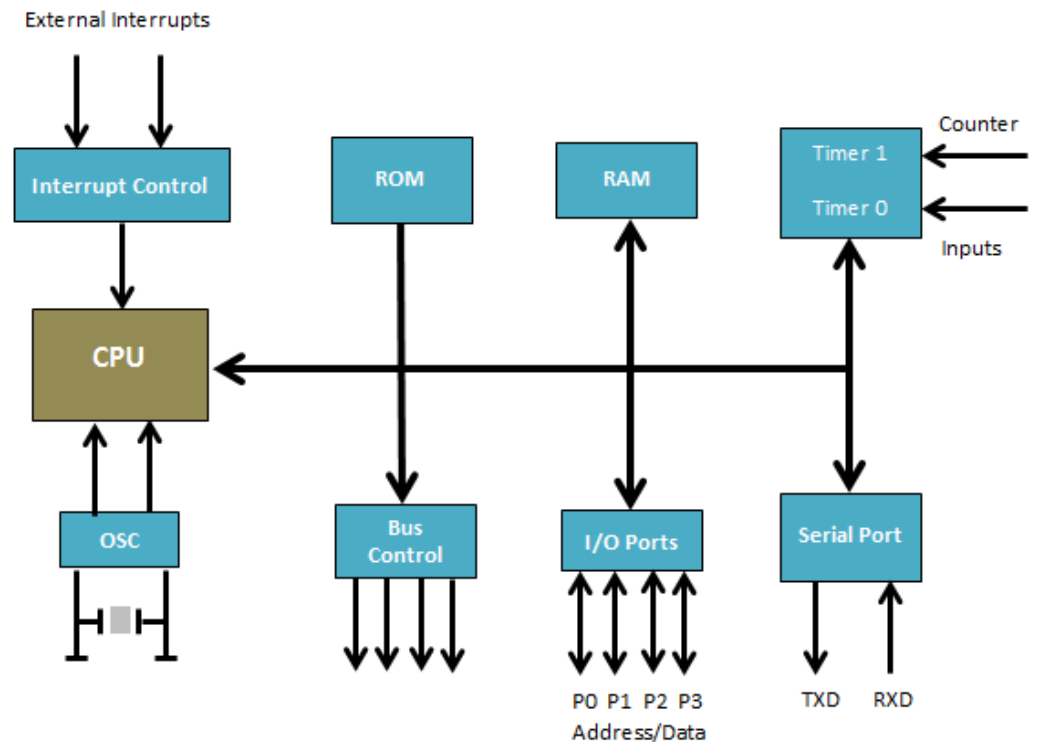 External Interrupts
Counter
Timer 1
ROM
RAM
Interrupt Control
Timer 0
Inputs
CPU
Bus
Control
OSC
I/O Ports
Serial Port
P0 P1 P2 P3
TXD
RXD
Address/Data